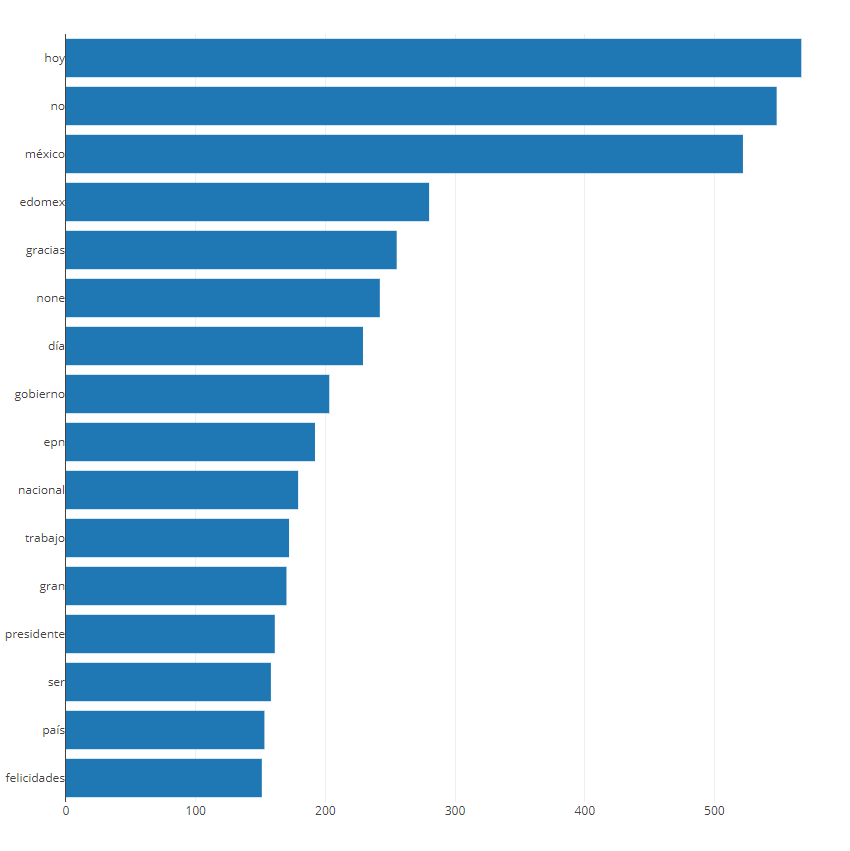 hoy
no
méxico
edomex
gracias
none
día
gobierno
epn
nacional
trabajo
gran
presidente
ser
país
felicidades
0 100 200 300 400 500